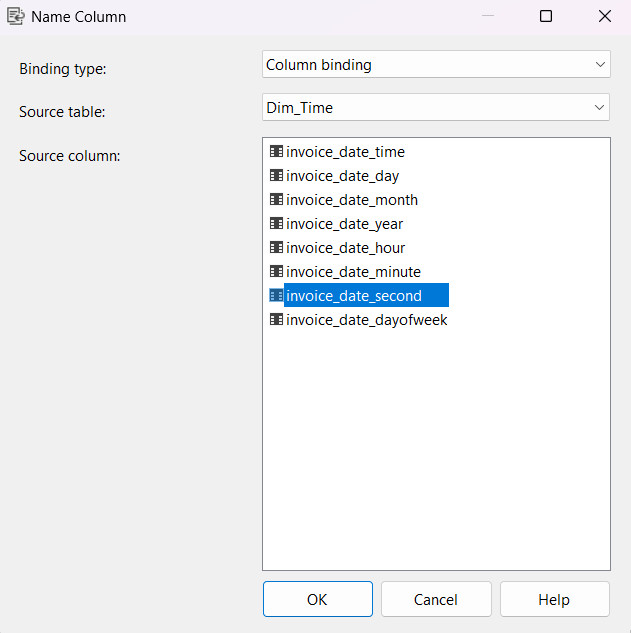 Name Column
Binding type:
Column binding
Source table:
Dim_Time
Source column:
invoice_date_time
invoice_date_day
invoice_date_month
invoice_date_year
invoice_date_hour
invoice_date_minute
invoice_date_second
invoice_date_dayofweek
OK
Cancel
Help